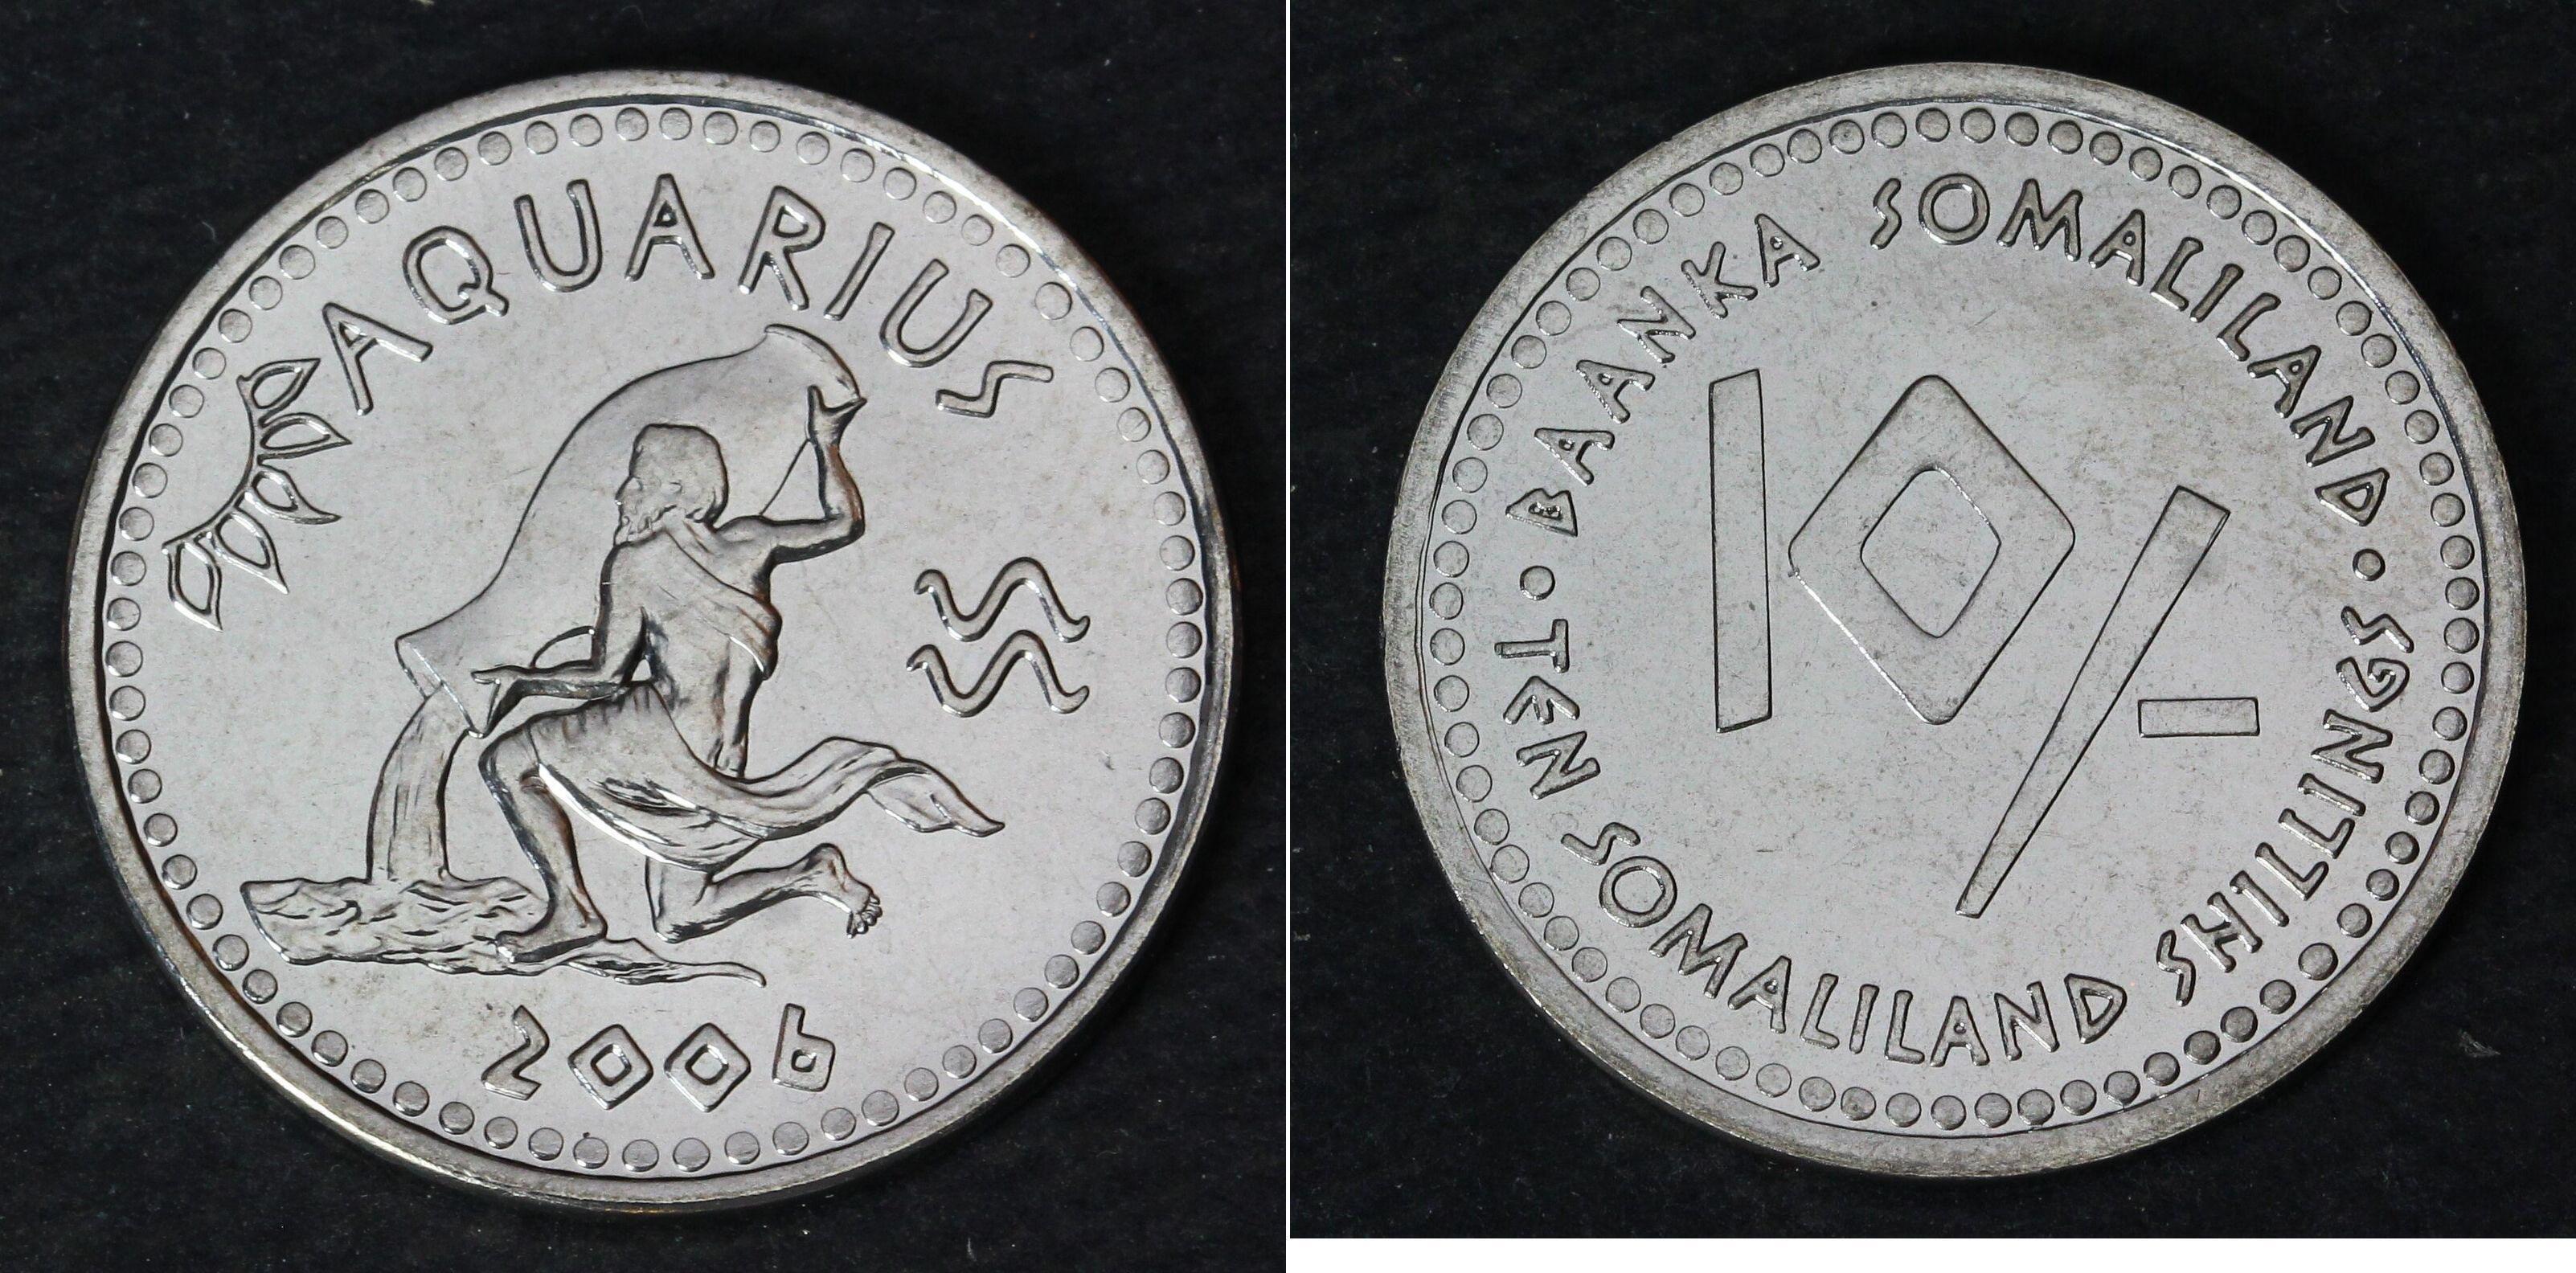 AQUARIUS
2006
BAANKA SOMALILAND
10/-
TEN SOMALILAND SHILLINGS